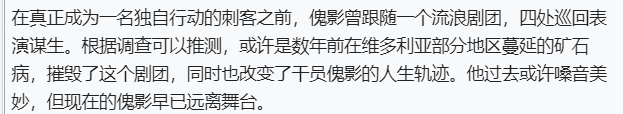 在真正成为一名独自行动的刺客之前，傀影曾跟随一个流浪剧团，四处巡回表
演谋生。根据调查可以推测，或许是数年前在维多利亚部分地区蔓延的矿石
病，摧毁了这个剧团，同时也改变了干员傀影的人生轨迹。他过去或许嗓音美
妙，但现在的傀影早已远离舞台。